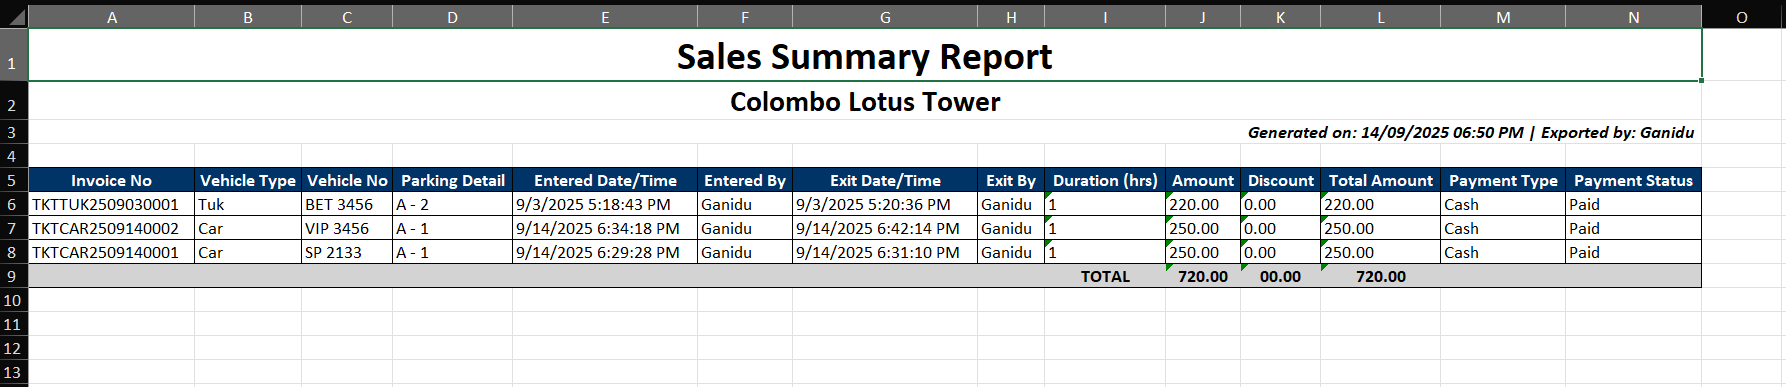 A B C D E F G H I J K L M N O
1 Sales Summary Report
2 Colombo Lotus Tower
3 Generated on: 14/09/2025 06:50 PM | Exported by: Ganidu
4
5 Invoice No Vehicle Type Vehicle No Parking Detail Entered Date/Time Entered By Exit Date/Time Exit By Duration (hrs) Amount Discount Total Amount Payment Type Payment Status
6 TKTTUK2509030001 Tuk BET 3456 A - 2 9/3/2025 5:18:43 PM Ganidu 9/3/2025 5:20:36 PM Ganidu 1 220.00 0.00 220.00 Cash Paid
7 TKTCAR2509140002 Car VIP 3456 A - 1 9/14/2025 6:34:18 PM Ganidu 9/14/2025 6:42:14 PM Ganidu 1 250.00 0.00 250.00 Cash Paid
8 TKTCAR2509140001 Car SP 2133 A - 1 9/14/2025 6:29:28 PM Ganidu 9/14/2025 6:31:10 PM Ganidu 1 250.00 0.00 250.00 Cash Paid
9 TOTAL 720.00 00.00 720.00
10
11
12
13